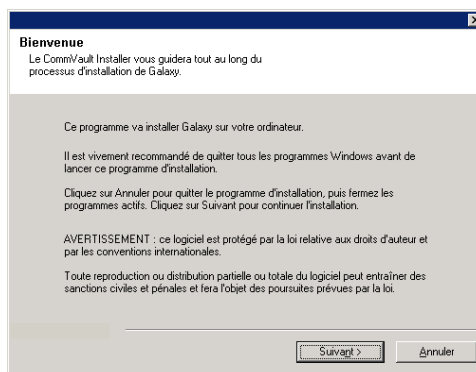 Bienvenue
Le CommVault Installer vous guidera tout au long du
processus d'installation de Galaxy.
Ce programme va installer Galaxy sur votre ordinateur.
Il est vivement recommandé de quitter tous les programmes Windows avant de
lancer ce programme d'installation.
Cliquez sur Annuler pour quitter le programme d'installation, puis fermez les
programmes actifs. Cliquez sur Suivant pour continuer l'installation.
AVERTISSEMENT : ce logiciel est protégé par la loi relative aux droits d'auteur et
par les conventions internationales.
Toute reproduction ou distribution partielle ou totale du logiciel peut entraîner des
sanctions civiles et pénales et fera l'objet des poursuites prévues par la loi.
Suivant > Annuler